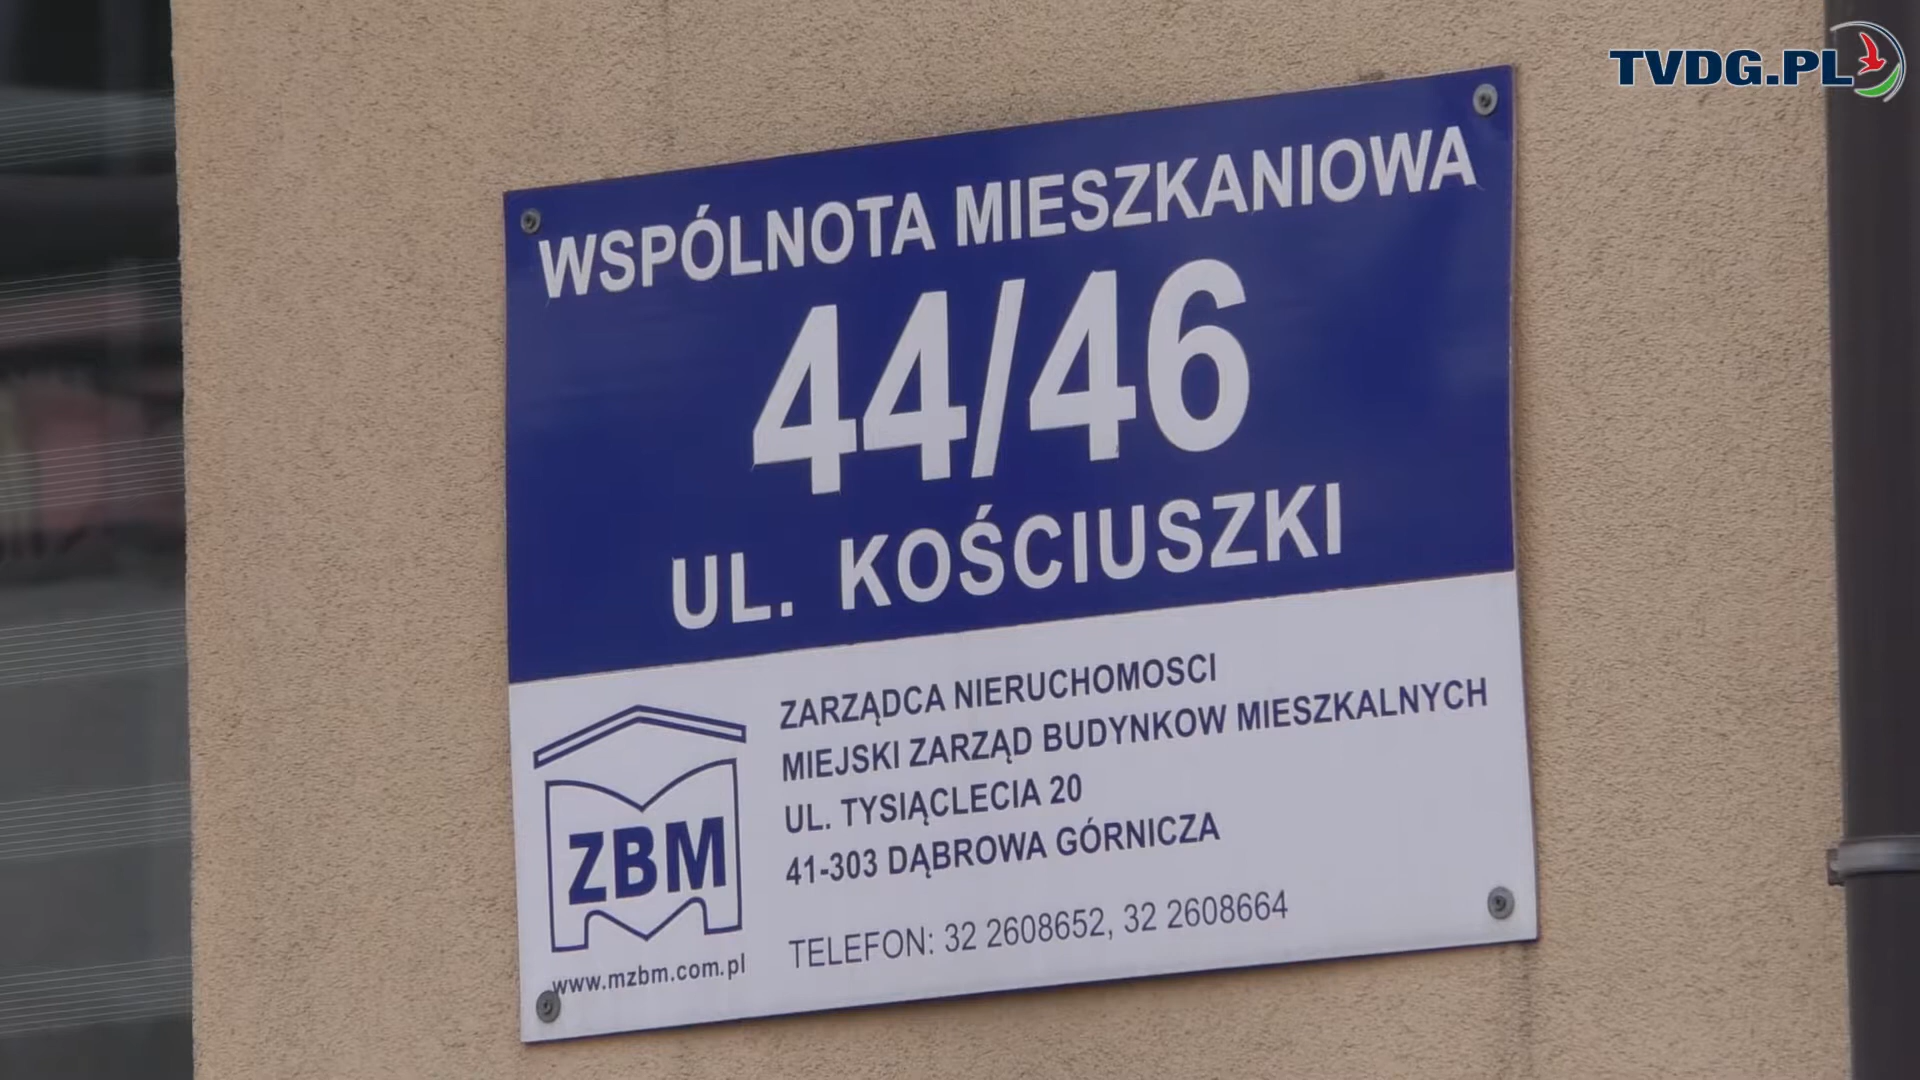 TVDG.PL
WSPÓLNOTA MIESZKANIOWA
44/46
UL. KOŚCIUSZKI
ZARZĄDCA NIERUCHOMOSCI
MIEJSKI ZARZĄD BUDYNKOW MIESZKALNYCH
UL. TYSIĄCLECIA 20
41-303 DĄBROWA GÓRNICZA
TELEFON: 32 2608652, 32 2608664
ZBM
www.mzbm.com.pl